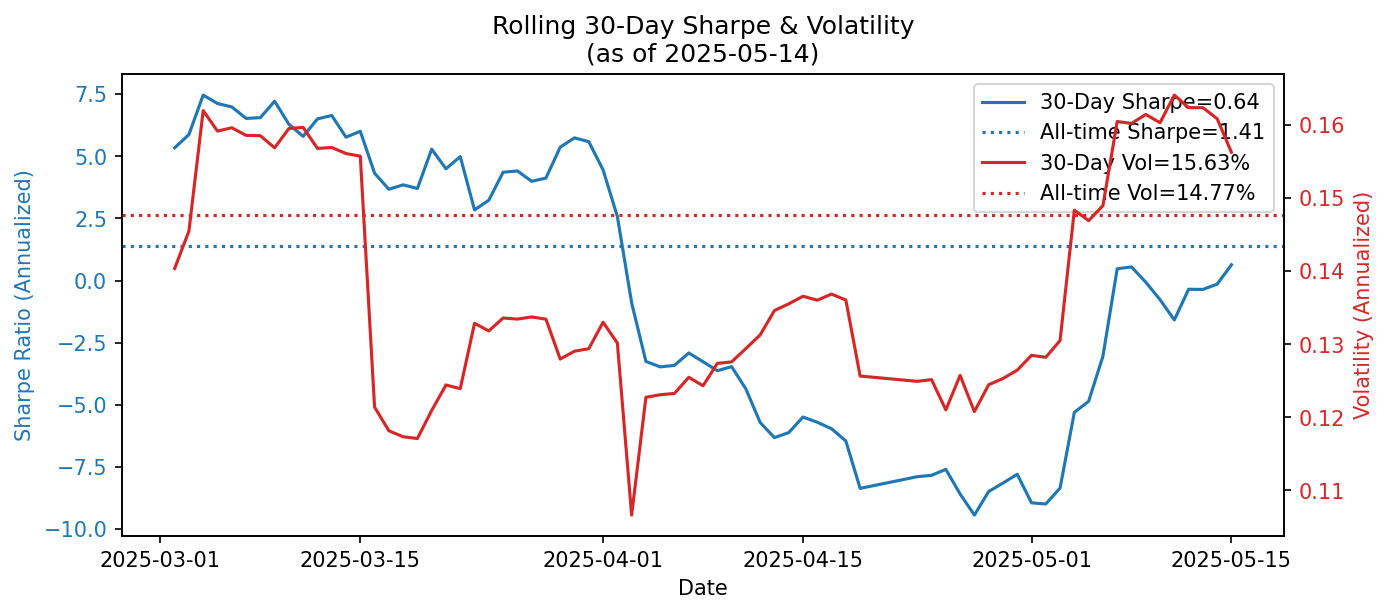 Rolling 30-Day Sharpe & Volatility
(as of 2025-05-14)
30-Day Sharpe=0.64
All-time Sharpe=1.41
30-Day Vol=15.63%
All-time Vol=14.77%
Sharpe Ratio (Annualized)
7.5
5.0
2.5
0.0
−2.5
−5.0
−7.5
−10.0
0.16
0.15
0.14
0.13
0.12
0.11
Volatility (Annualized)
2025-03-01
2025-03-15
2025-04-01
2025-04-15
2025-05-01
2025-05-15
Date